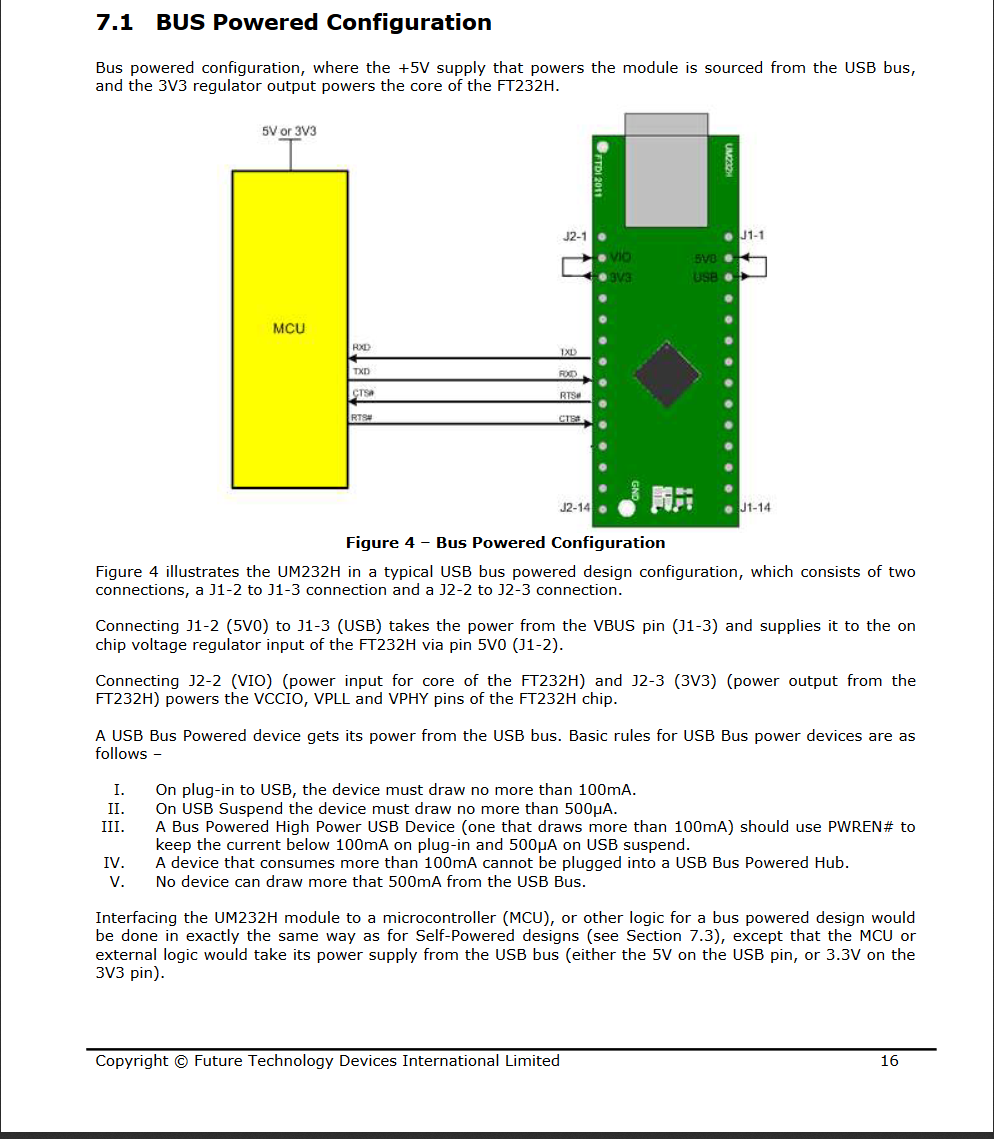 7.1 BUS Powered Configuration
Bus powered configuration, where the +5V supply that powers the module is sourced from the USB bus,
and the 3V3 regulator output powers the core of the FT232H.
5V or 3V3
FTDI 2011
UM232H
J2-1
J1-1
VIO
5V0
3V3
USB
MCU
RXD
TXD
TXD
RXD
CTS#
RTS#
RTS#
CTS#
GND
J2-14
J1-14
Figure 4 – Bus Powered Configuration
Figure 4 illustrates the UM232H in a typical USB bus powered design configuration, which consists of two
connections, a J1-2 to J1-3 connection and a J2-2 to J2-3 connection.
Connecting J1-2 (5V0) to J1-3 (USB) takes the power from the VBUS pin (J1-3) and supplies it to the on
chip voltage regulator input of the FT232H via pin 5V0 (J1-2).
Connecting J2-2 (VIO) (power input for core of the FT232H) and J2-3 (3V3) (power output from the
FT232H) powers the VCCIO, VPLL and VPHY pins of the FT232H chip.
A USB Bus Powered device gets its power from the USB bus. Basic rules for USB Bus power devices are as
follows –
I. On plug-in to USB, the device must draw no more than 100mA.
II. On USB Suspend the device must draw no more than 500µA.
III. A Bus Powered High Power USB Device (one that draws more than 100mA) should use PWREN# to
keep the current below 100mA on plug-in and 500µA on USB suspend.
IV. A device that consumes more than 100mA cannot be plugged into a USB Bus Powered Hub.
V. No device can draw more that 500mA from the USB Bus.
Interfacing the UM232H module to a microcontroller (MCU), or other logic for a bus powered design would
be done in exactly the same way as for Self-Powered designs (see Section 7.3), except that the MCU or
external logic would take its power supply from the USB bus (either the 5V on the USB pin, or 3.3V on the
3V3 pin).
Copyright © Future Technology Devices International Limited 16